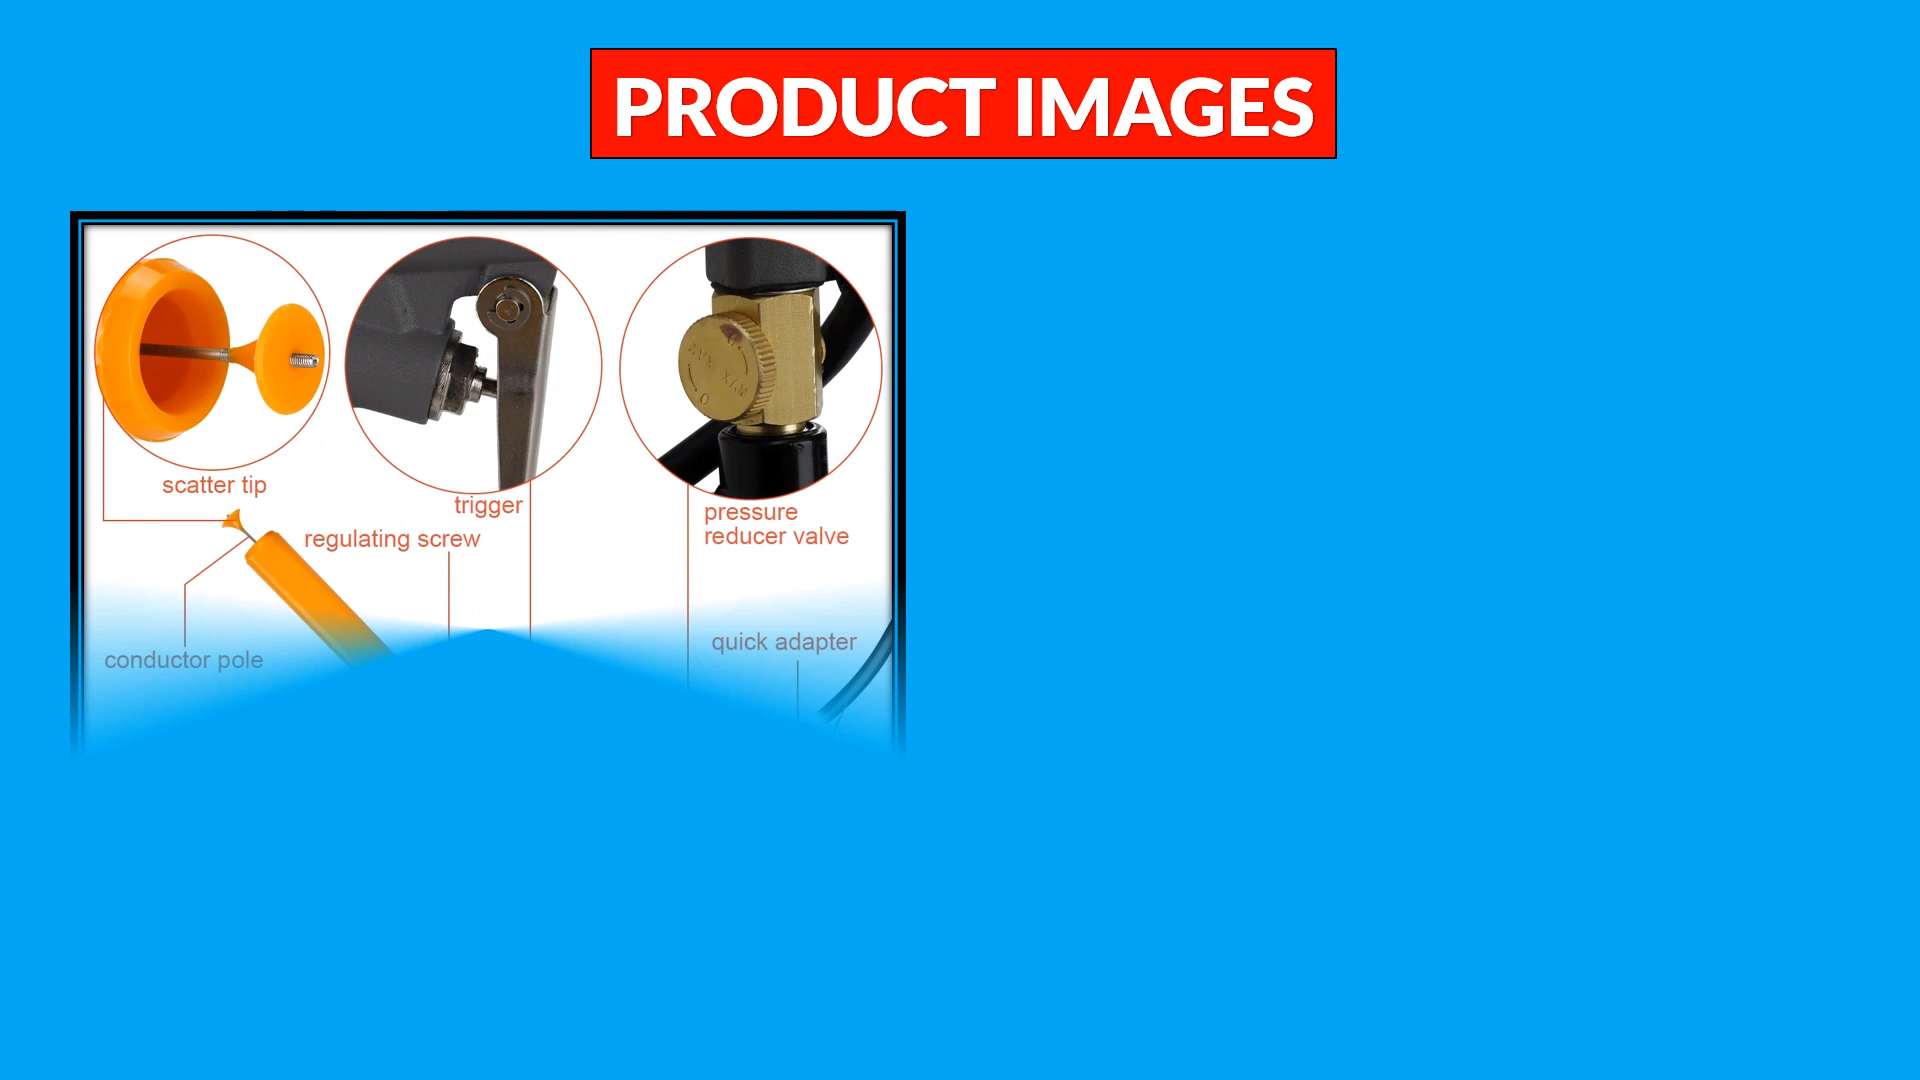 PRODUCT IMAGES
scatter tip
trigger
regulating screw
pressure
reducer valve
conductor pole
quick adapter